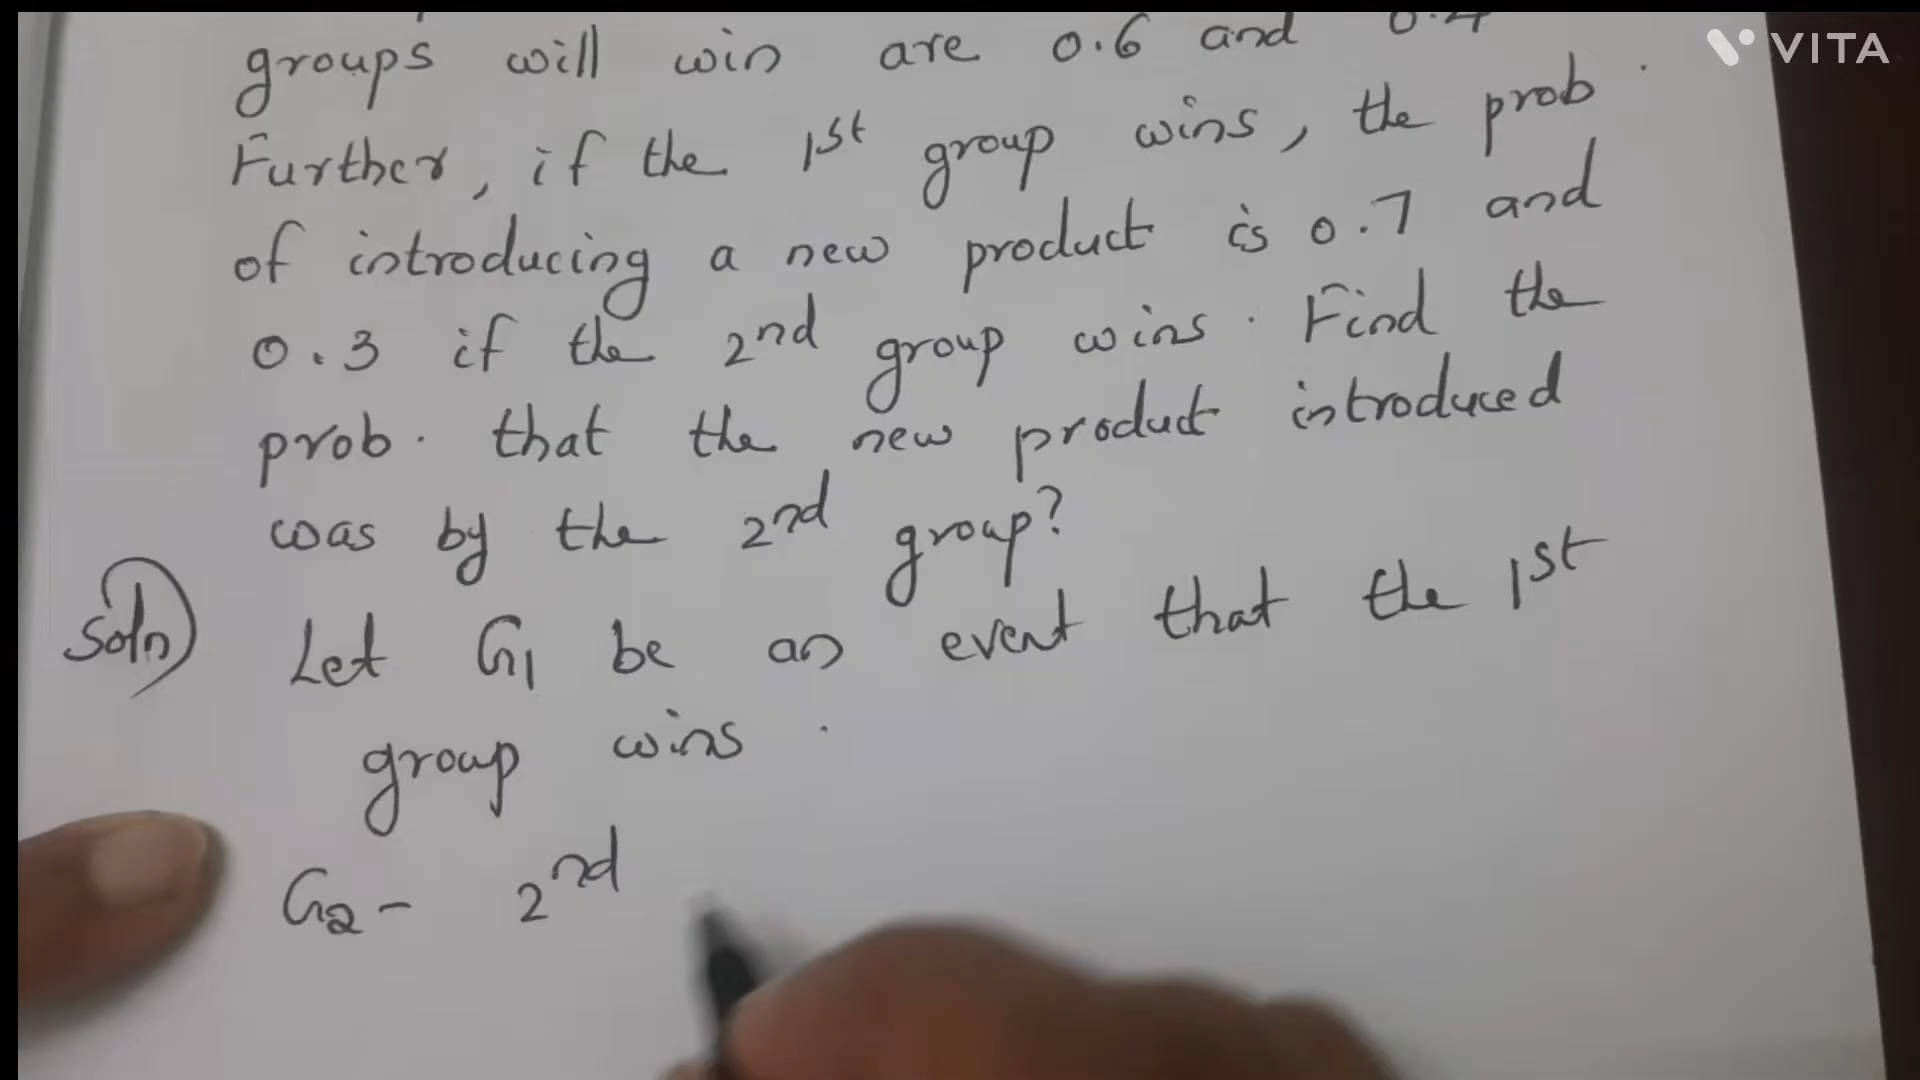 groups will win are 0.6 and 0.4
VITA
Further, if the 1st group wins, the prob.
of introducing a new product is 0.7 and
0.3 if the 2nd group wins. Find the
prob. that the new product introduced
was by the 2nd group?
Soln) Let G1 be an event that the 1st
group wins.
G2 - 2nd